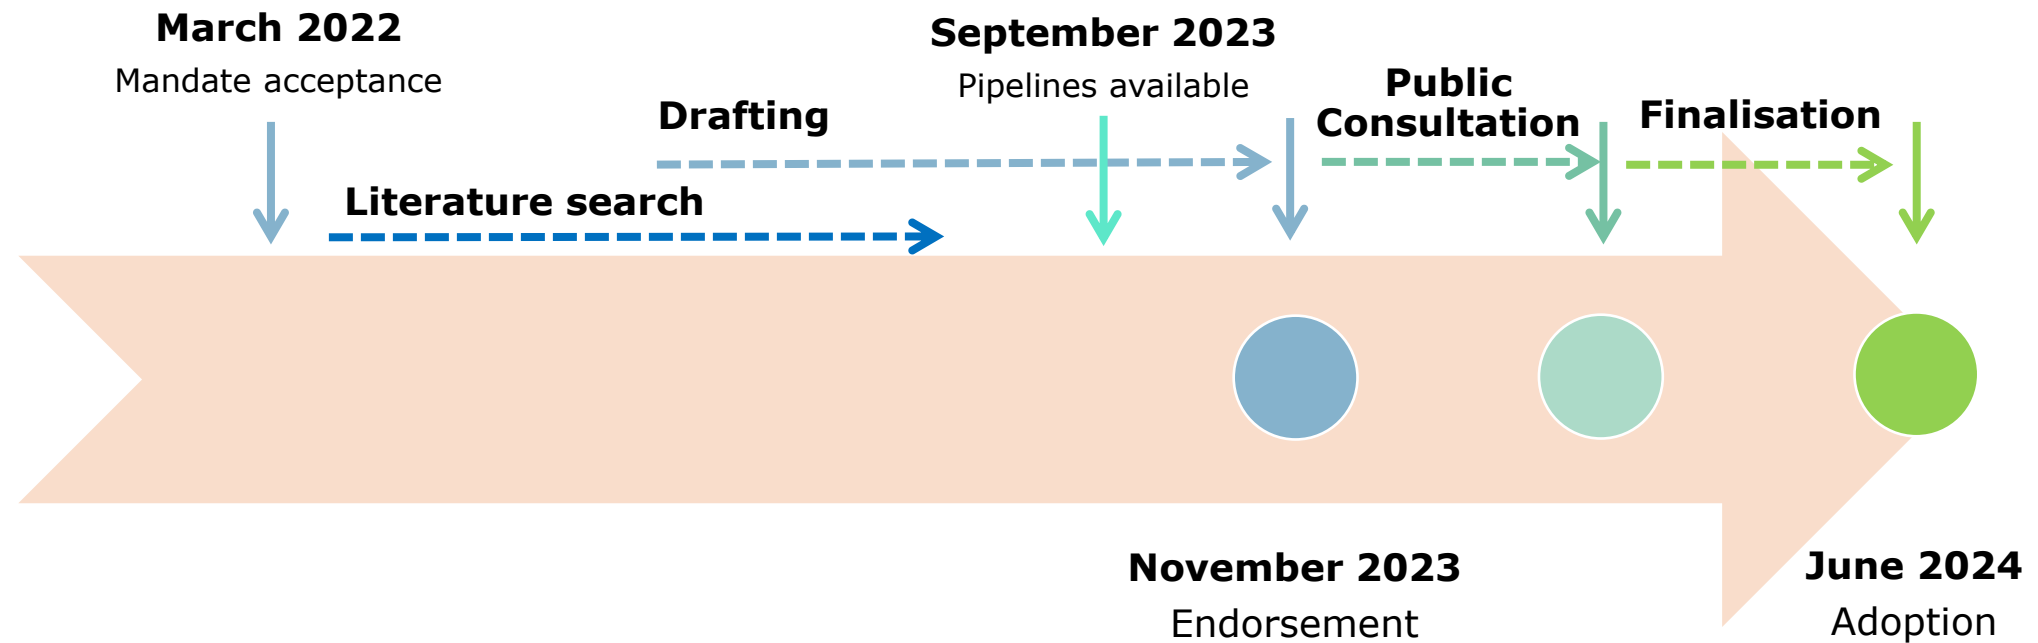 March 2022
Mandate acceptance
Literature search
Drafting
September 2023
Pipelines available
Public
Consultation
Finalisation
November 2023
Endorsement
June 2024
Adoption